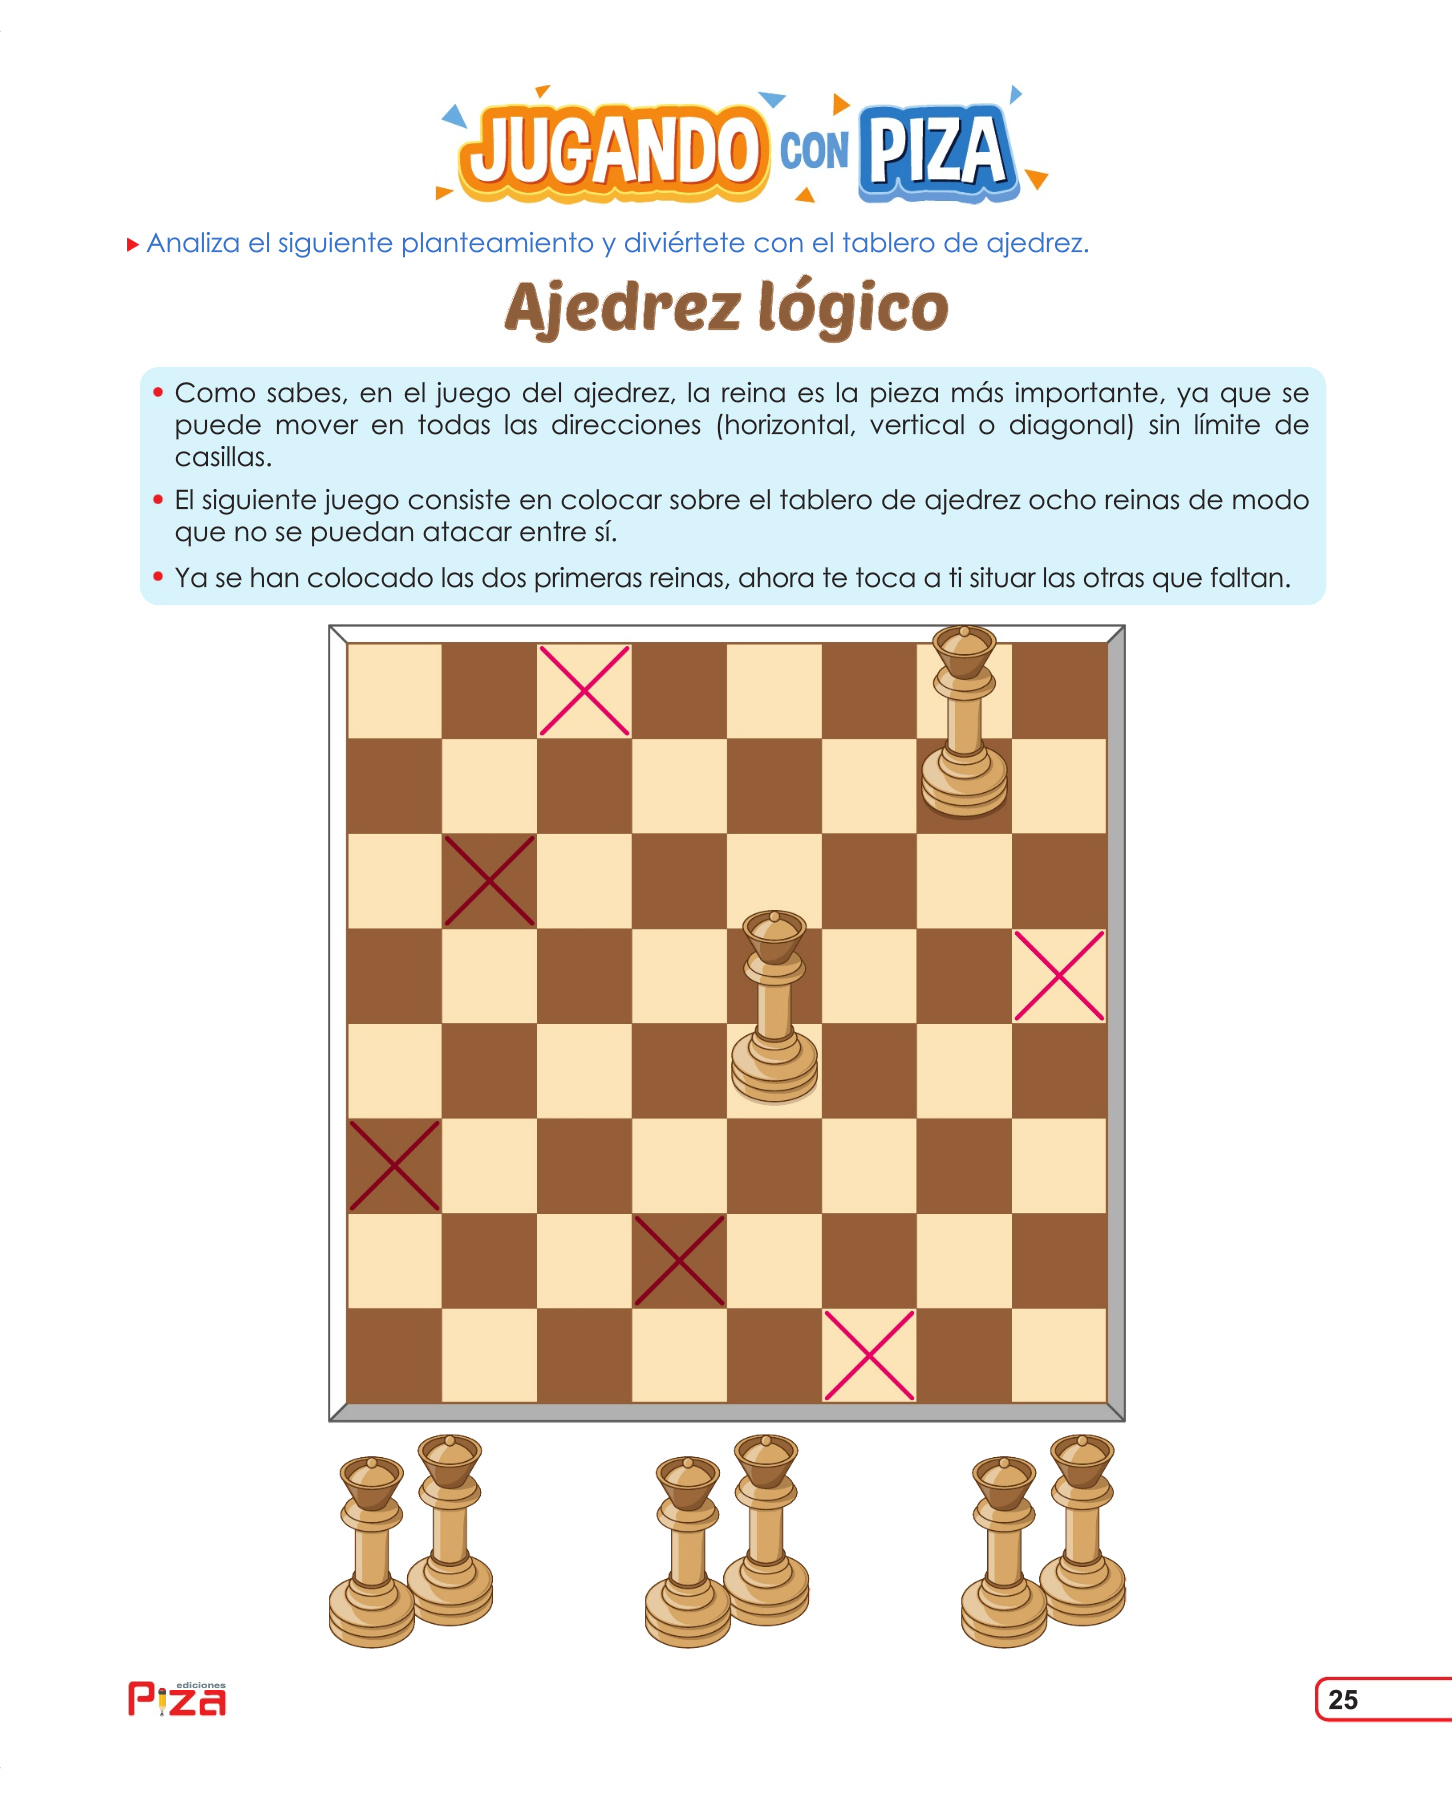 JUGANDO CON PIZA
Analiza el siguiente planteamiento y diviértete con el tablero de ajedrez.
Ajedrez lógico
• Como sabes, en el juego del ajedrez, la reina es la pieza más importante, ya que se
puede mover en todas las direcciones (horizontal, vertical o diagonal) sin límite de
casillas.
• El siguiente juego consiste en colocar sobre el tablero de ajedrez ocho reinas de modo
que no se puedan atacar entre sí.
• Ya se han colocado las dos primeras reinas, ahora te toca a ti situar las otras que faltan.
ediciones
Piza
25